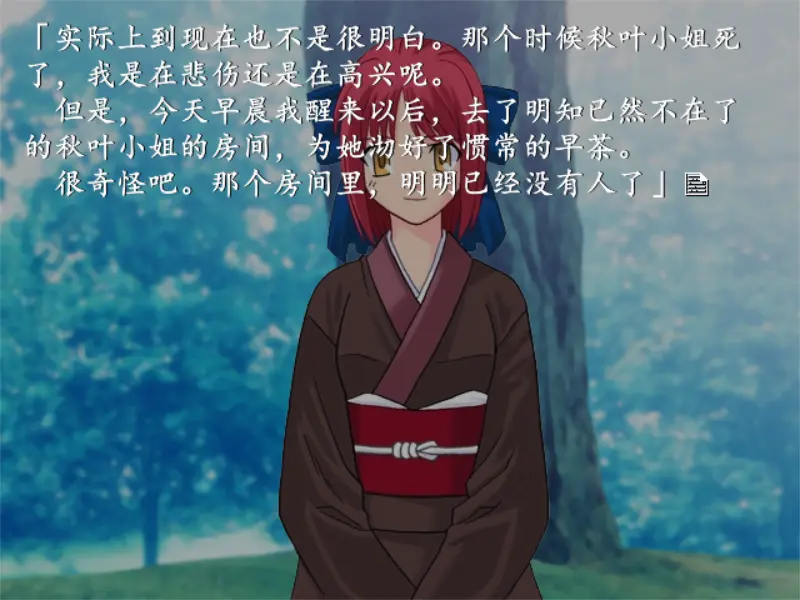 「实际上到现在也不是很明白。那个时候秋叶小姐死
了，我是在悲伤还是在高兴呢。
　但是，今天早晨我醒来以后，去了明知已然不在了
的秋叶小姐的房间，为她沏好了惯常的早茶。
　很奇怪吧。那个房间里，明明已经没有人了」